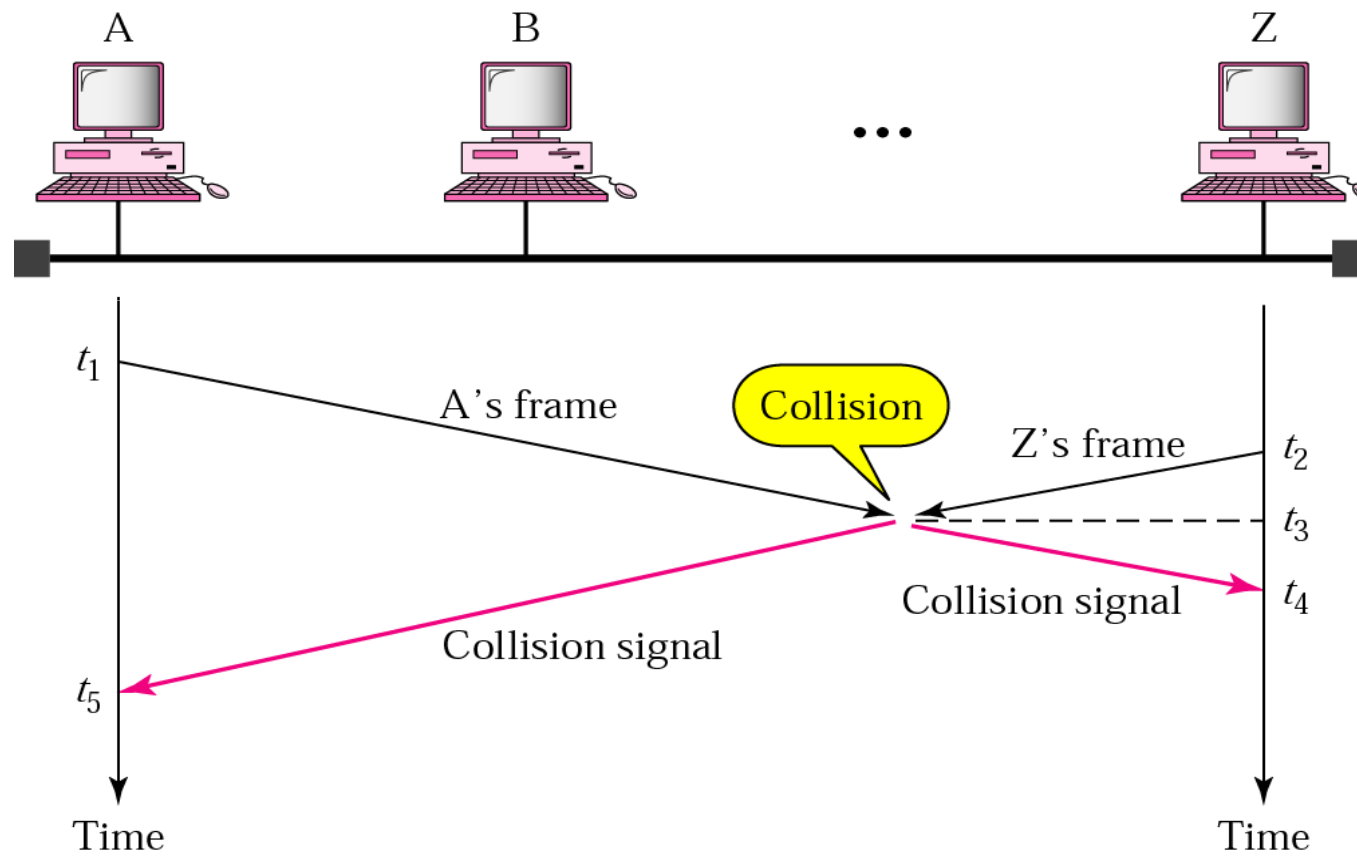 A
B
Z
...
t1
A's frame
Collision
Z's frame
t2
t3
Collision signal
t4
Collision signal
t5
Time
Time